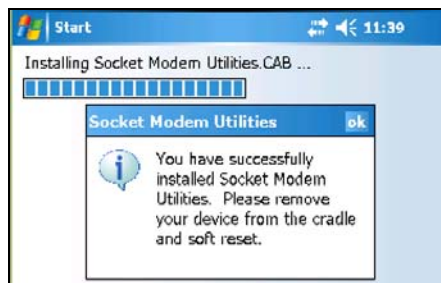 Start 11:39
Installing Socket Modem Utilities.CAB ...
Socket Modem Utilities ok
You have successfully
installed Socket Modem
Utilities. Please remove
your device from the cradle
and soft reset.